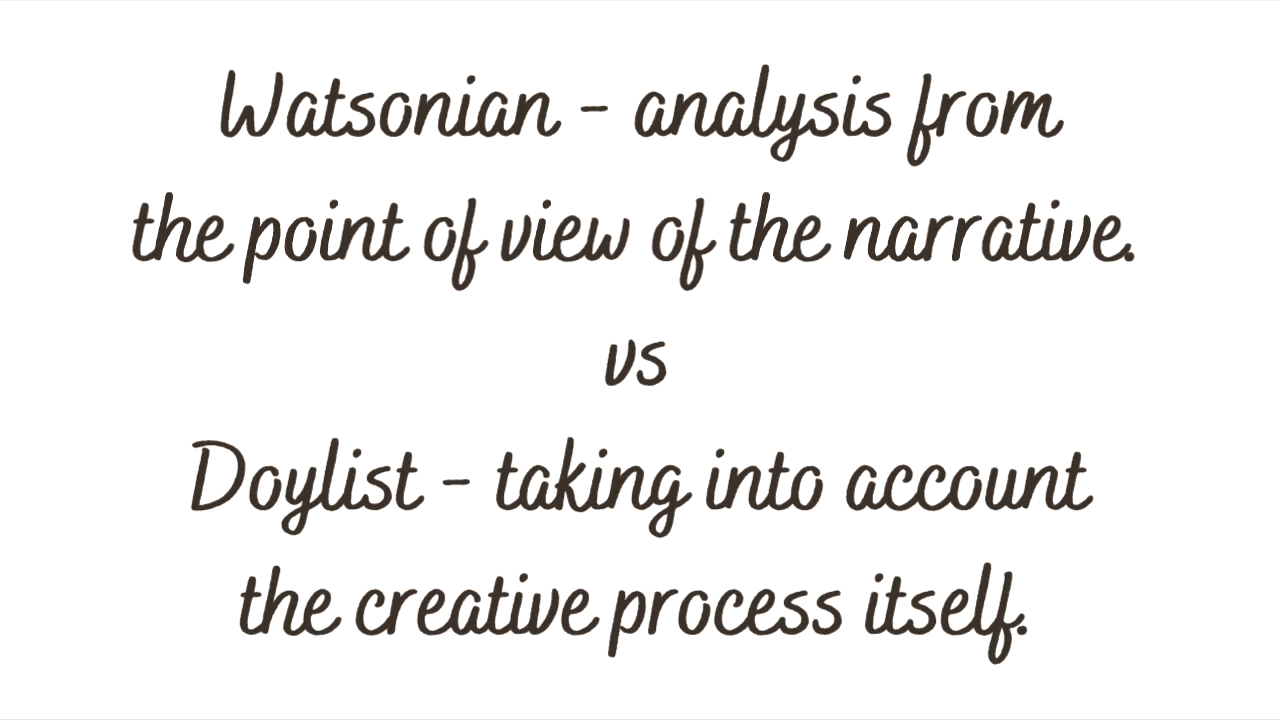 Watsonian - analysis from
the point of view of the narrative.
vs
Doylist - taking into account
the creative process itself.